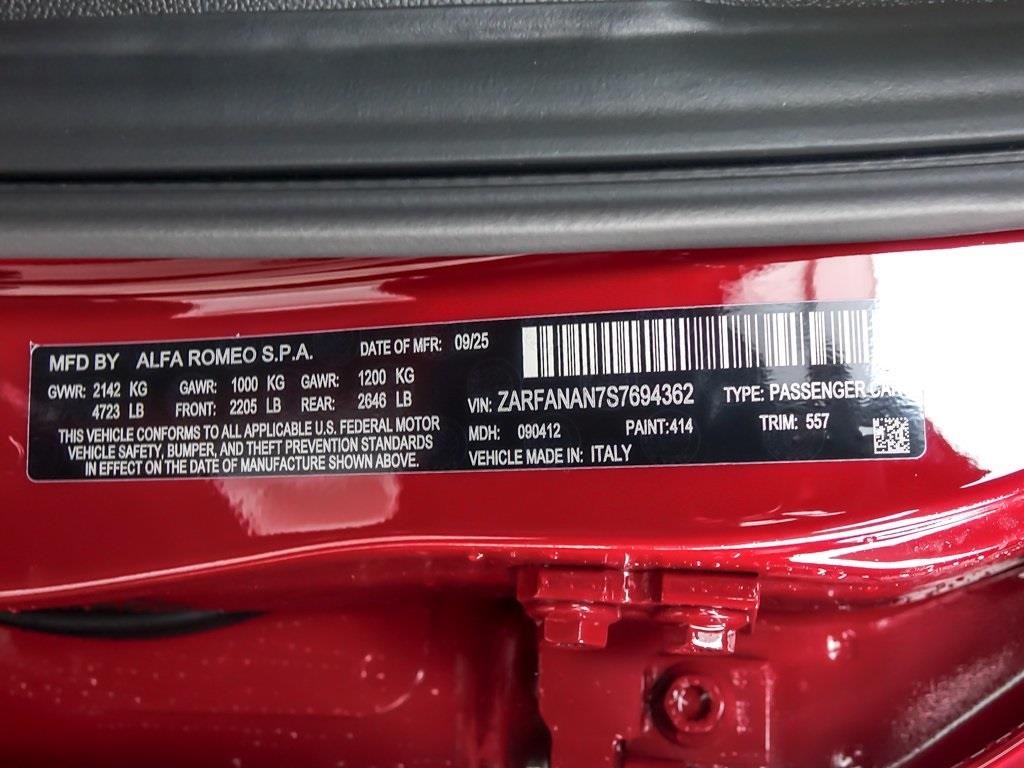 MFD BY ALFA ROMEO S.P.A. DATE OF MFR: 09/25
GVWR: 2142 KG GAWR: 1000 KG GAWR: 1200 KG
4723 LB FRONT: 2205 LB REAR: 2646 LB
THIS VEHICLE CONFORMS TO ALL APPLICABLE U.S. FEDERAL MOTOR
VEHICLE SAFETY, BUMPER, AND THEFT PREVENTION STANDARDS
IN EFFECT ON THE DATE OF MANUFACTURE SHOWN ABOVE.
VIN: ZARFANAN7S7694362 TYPE: PASSENGER CAR
MDH: 090412 PAINT: 414 TRIM: 557
VEHICLE MADE IN: ITALY